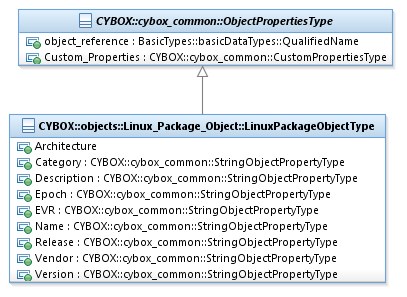 CYBOX::cybox_common::ObjectPropertiesType
object_reference : BasicTypes::basicDataTypes::QualifiedName
Custom_Properties : CYBOX::cybox_common::CustomPropertiesType
CYBOX::objects::Linux_Package_Object::LinuxPackageObjectType
Architecture
Category : CYBOX::cybox_common::StringObjectPropertyType
Description : CYBOX::cybox_common::StringObjectPropertyType
Epoch : CYBOX::cybox_common::StringObjectPropertyType
EVR : CYBOX::cybox_common::StringObjectPropertyType
Name : CYBOX::cybox_common::StringObjectPropertyType
Release : CYBOX::cybox_common::StringObjectPropertyType
Vendor : CYBOX::cybox_common::StringObjectPropertyType
Version : CYBOX::cybox_common::StringObjectPropertyType